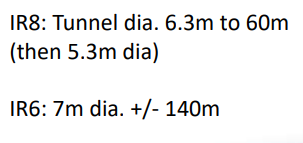 IR8: Tunnel dia. 6.3m to 60m
(then 5.3m dia)
IR6: 7m dia. +/- 140m